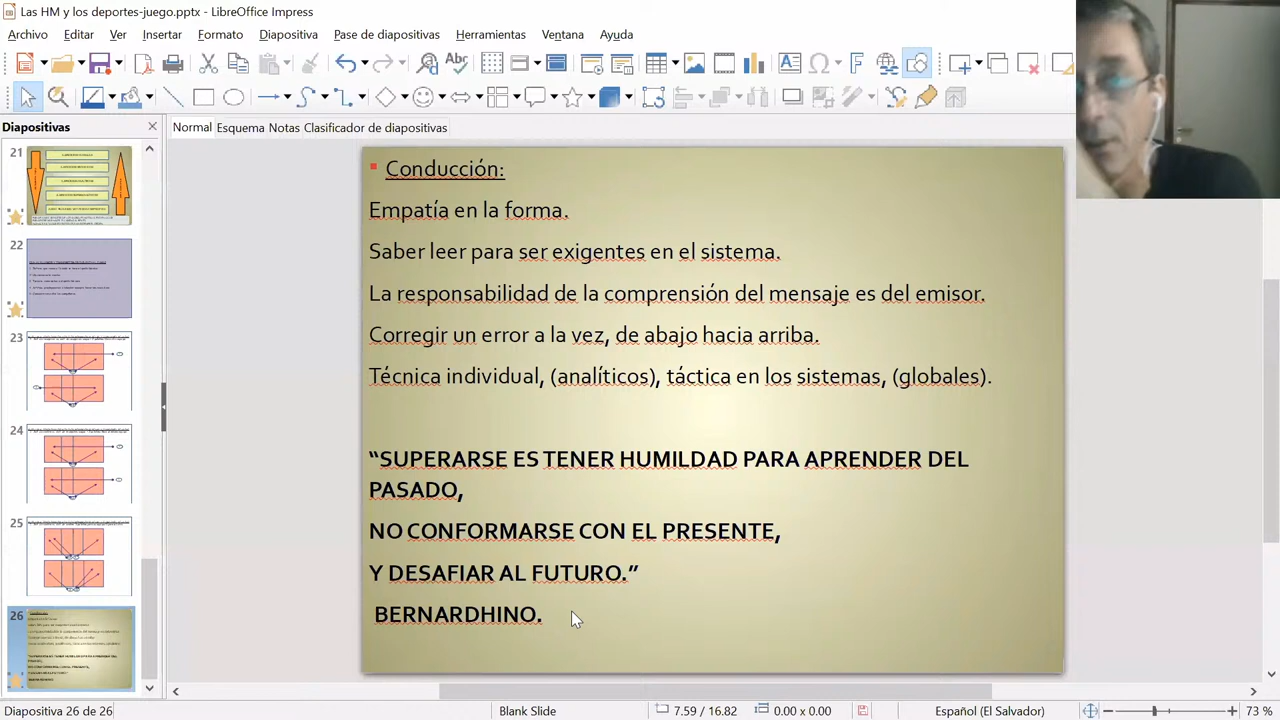 Las HM y los deportes-juego.pptx - LibreOffice Impress
Archivo Editar Ver Insertar Formato Diapositiva Pase de diapositivas Herramientas Ventana Ayuda
Diapositivas
Normal Esquema Notas Clasificador de diapositivas
21
22
23
24
25
26
Conducción:
Empatía en la forma.
Saber leer para ser exigentes en el sistema.
La responsabilidad de la comprensión del mensaje es del emisor.
Corregir un error a la vez, de abajo hacia arriba.
Técnica individual, (analíticos), táctica en los sistemas, (globales).
“SUPERARSE ES TENER HUMILDAD PARA APRENDER DEL
PASADO,
NO CONFORMARSE CON EL PRESENTE,
Y DESAFIAR AL FUTURO.”
BERNARDHINO.
Diapositiva 26 de 26 Blank Slide 7.59 / 16.82 0.00 x 0.00 Español (El Salvador) 73 %